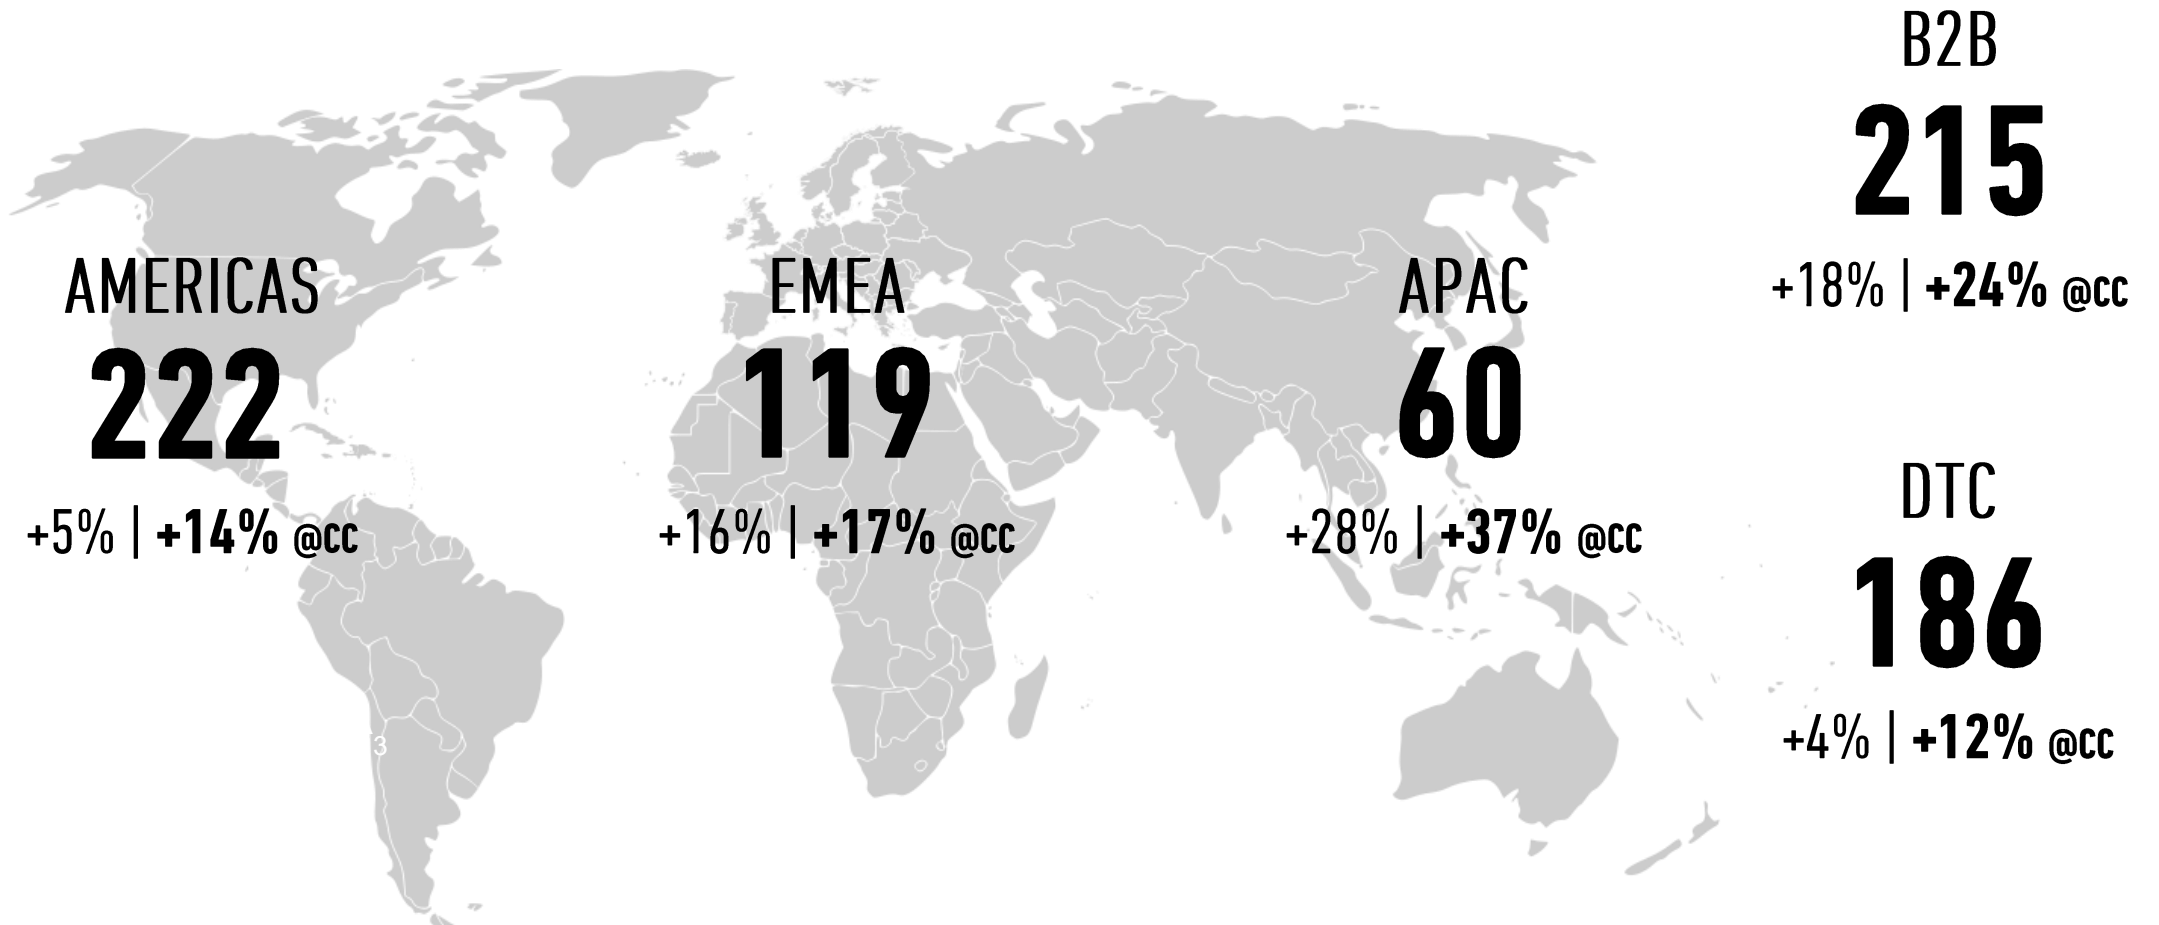 AMERICAS
222
+5% | +14% @CC
EMEA
119
+16% | +17% @CC
APAC
60
+28% | +37% @CC
B2B
215
+18% | +24% @CC
DTC
186
+4% | +12% @CC
3